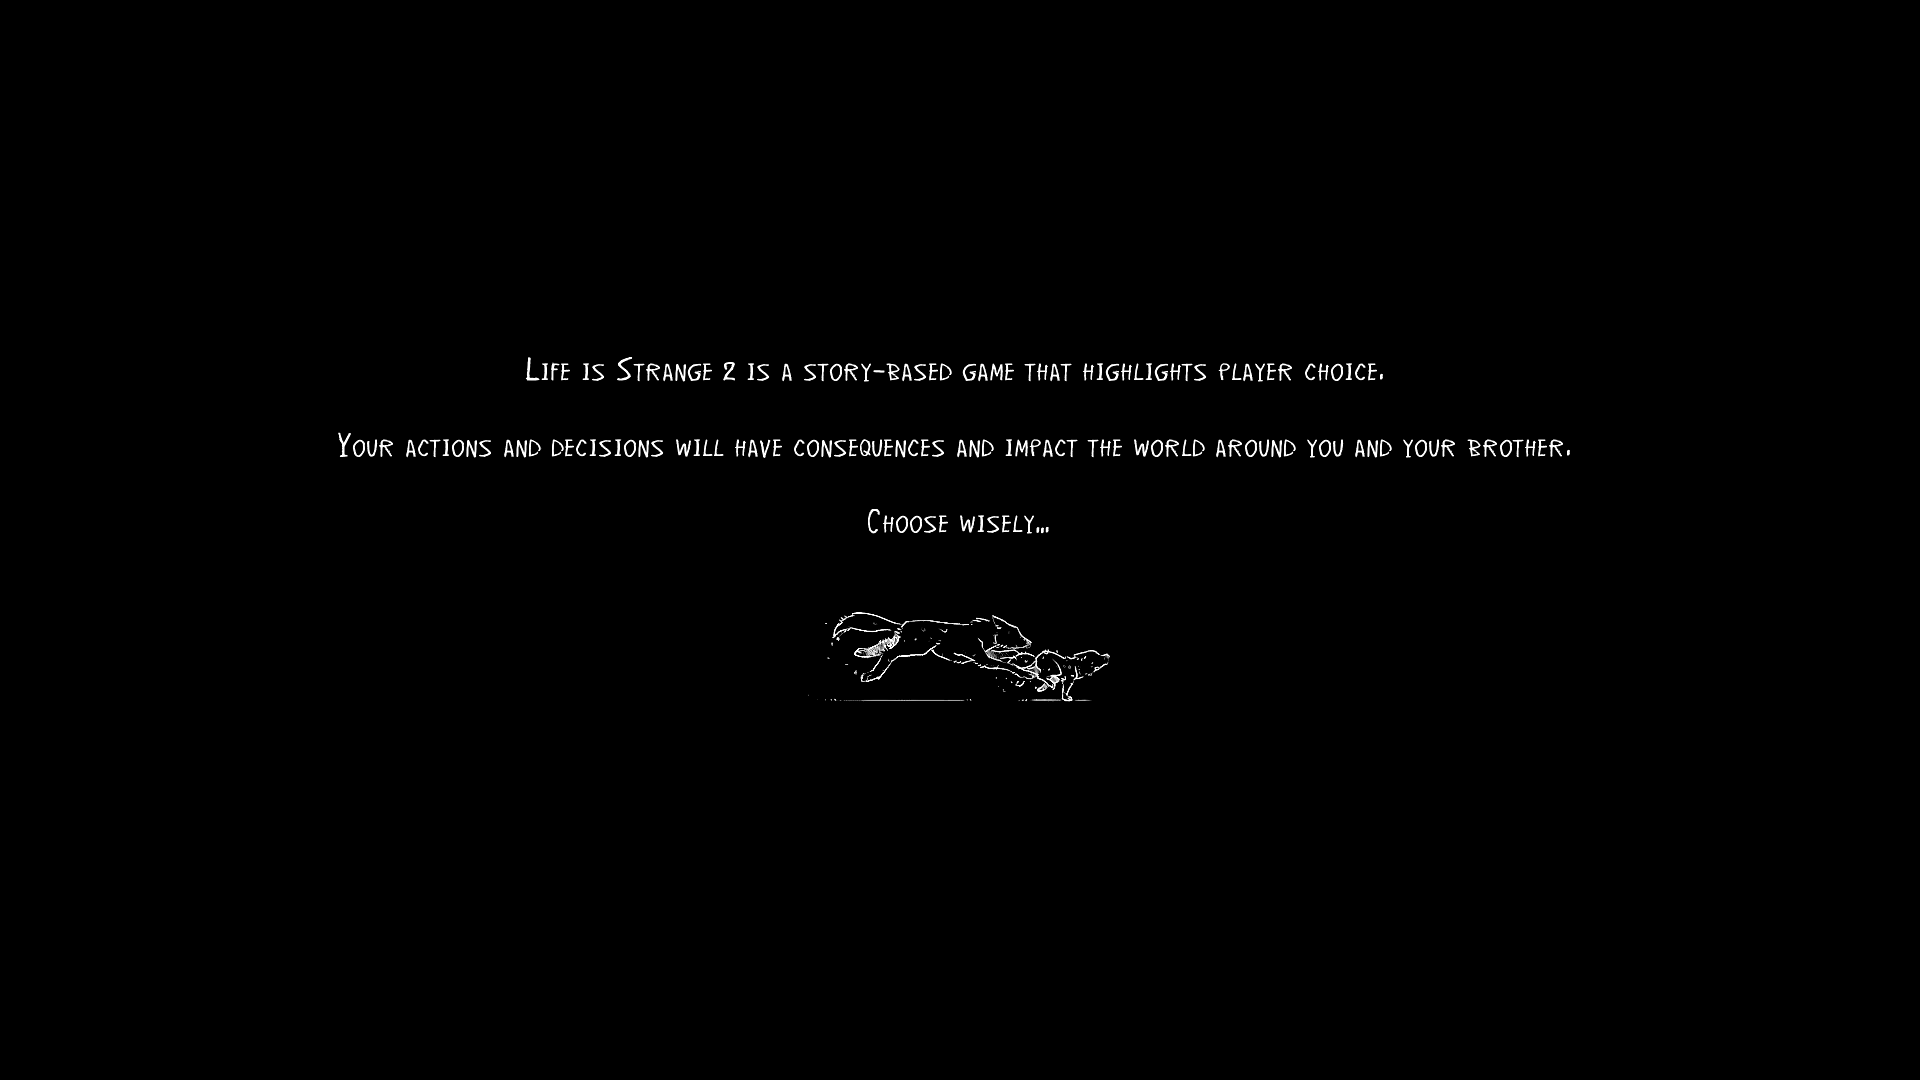 Life is Strange 2 is a story-based game that highlights player choice.
Your actions and decisions will have consequences and impact the world around you and your brother.
Choose wisely...